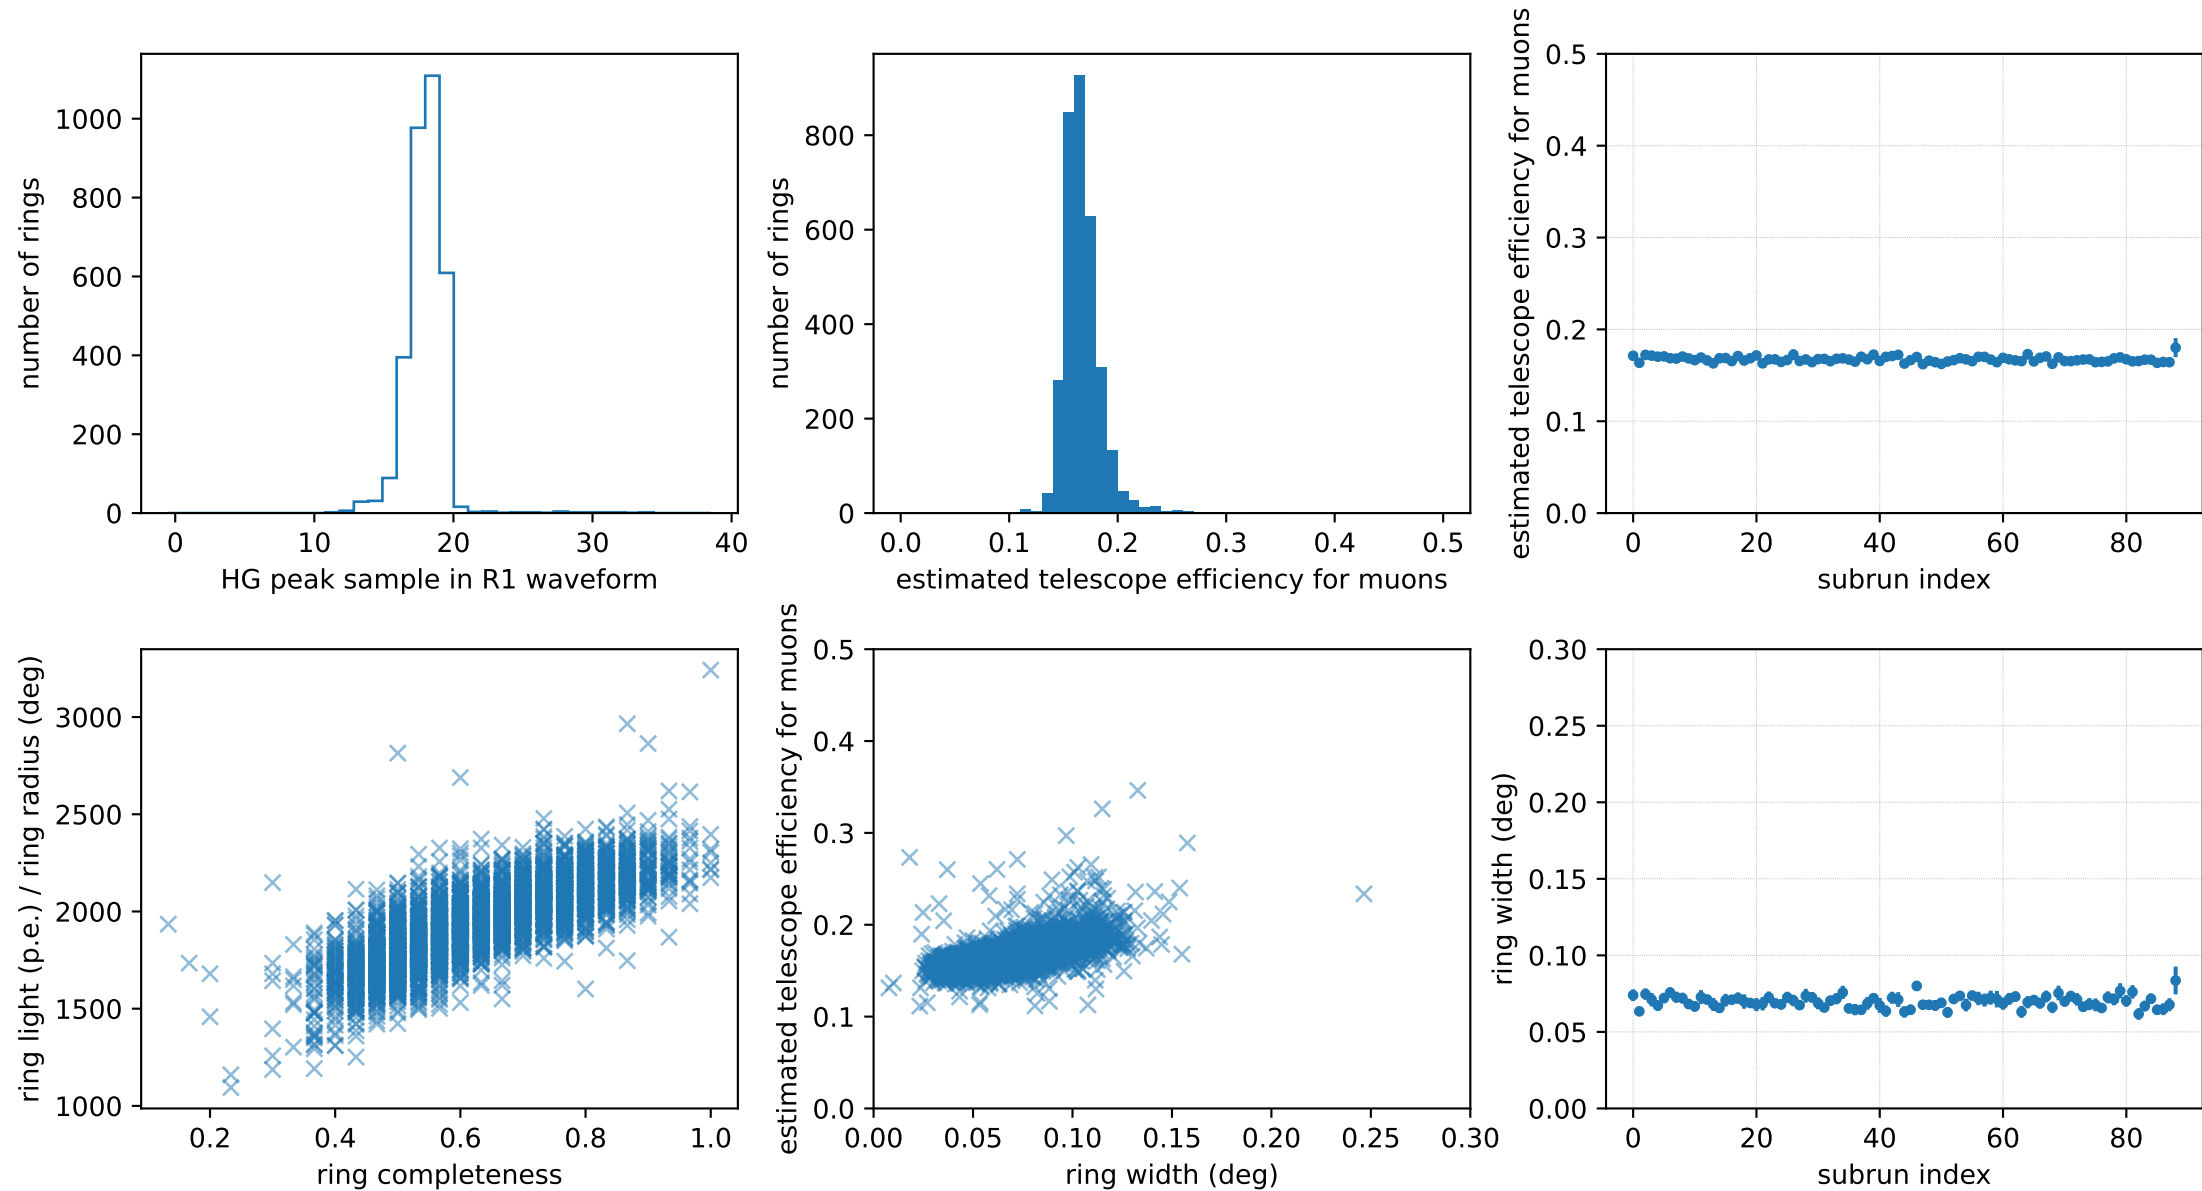 number of rings
1000
800
600
400
200
0
0 10 20 30 40
HG peak sample in R1 waveform
number of rings
800
600
400
200
0
0.0 0.1 0.2 0.3 0.4 0.5
estimated telescope efficiency for muons
estimated telescope efficiency for muons
0.5
0.4
0.3
0.2
0.1
0.0
0 20 40 60 80
subrun index
ring light (p.e.) / ring radius (deg)
3000
2500
2000
1500
1000
0.2 0.4 0.6 0.8 1.0
ring completeness
estimated telescope efficiency for muons
0.5
0.4
0.3
0.2
0.1
0.0
0.00 0.05 0.10 0.15 0.20 0.25 0.30
ring width (deg)
ring width (deg)
0.30
0.25
0.20
0.15
0.10
0.05
0.00
0 20 40 60 80
subrun index